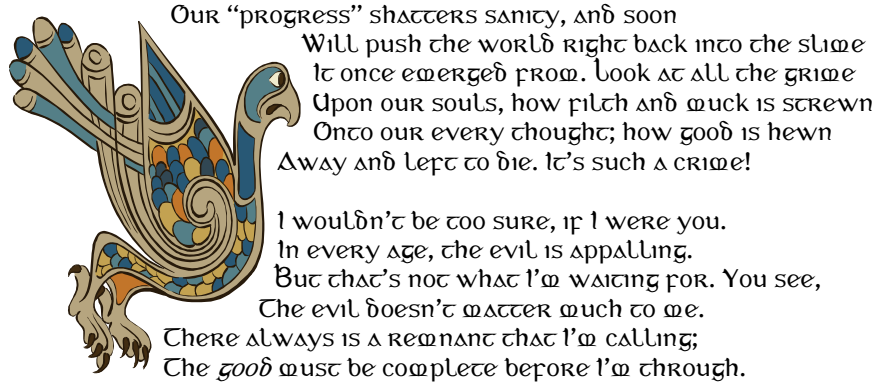 Our “progress” shatters sanity, and soon
Will push the world right back into the slime
It once emerged from. Look at all the grime
Upon our souls, how filth and muck is strewn
Onto our every thought; how good is hewn
Away and left to die. It’s such a crime!
I wouldn’t be too sure, if I were you.
In every age, the evil is appalling.
But that’s not what I’m waiting for. You see,
The evil doesn’t matter much to me.
There always is a remnant that I’m calling;
The good must be complete before I’m through.